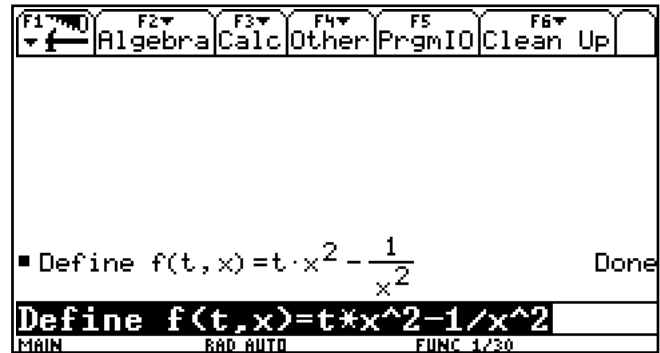 F1 F2 F3 F4 F5 F6
Algebra Calc Other PrgmIO Clean Up
▪ Define f(t,x)=t·x² − 1/x² Done
Define f(t,x)=t*x^2-1/x^2
MAIN RAD AUTO FUNC 1/30